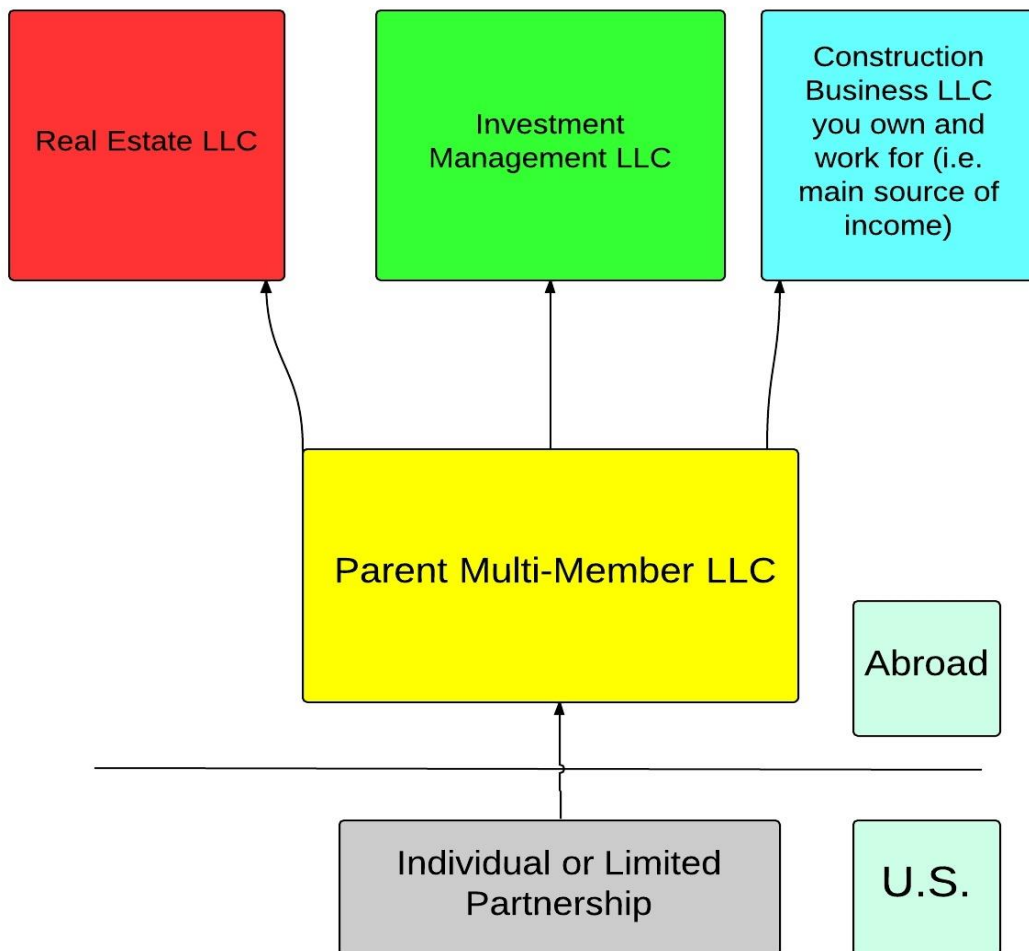 Real Estate LLC
Investment
Management LLC
Construction
Business LLC
you own and
work for (i.e.
main source of
income)
Parent Multi-Member LLC
Abroad
Individual or Limited
Partnership
U.S.